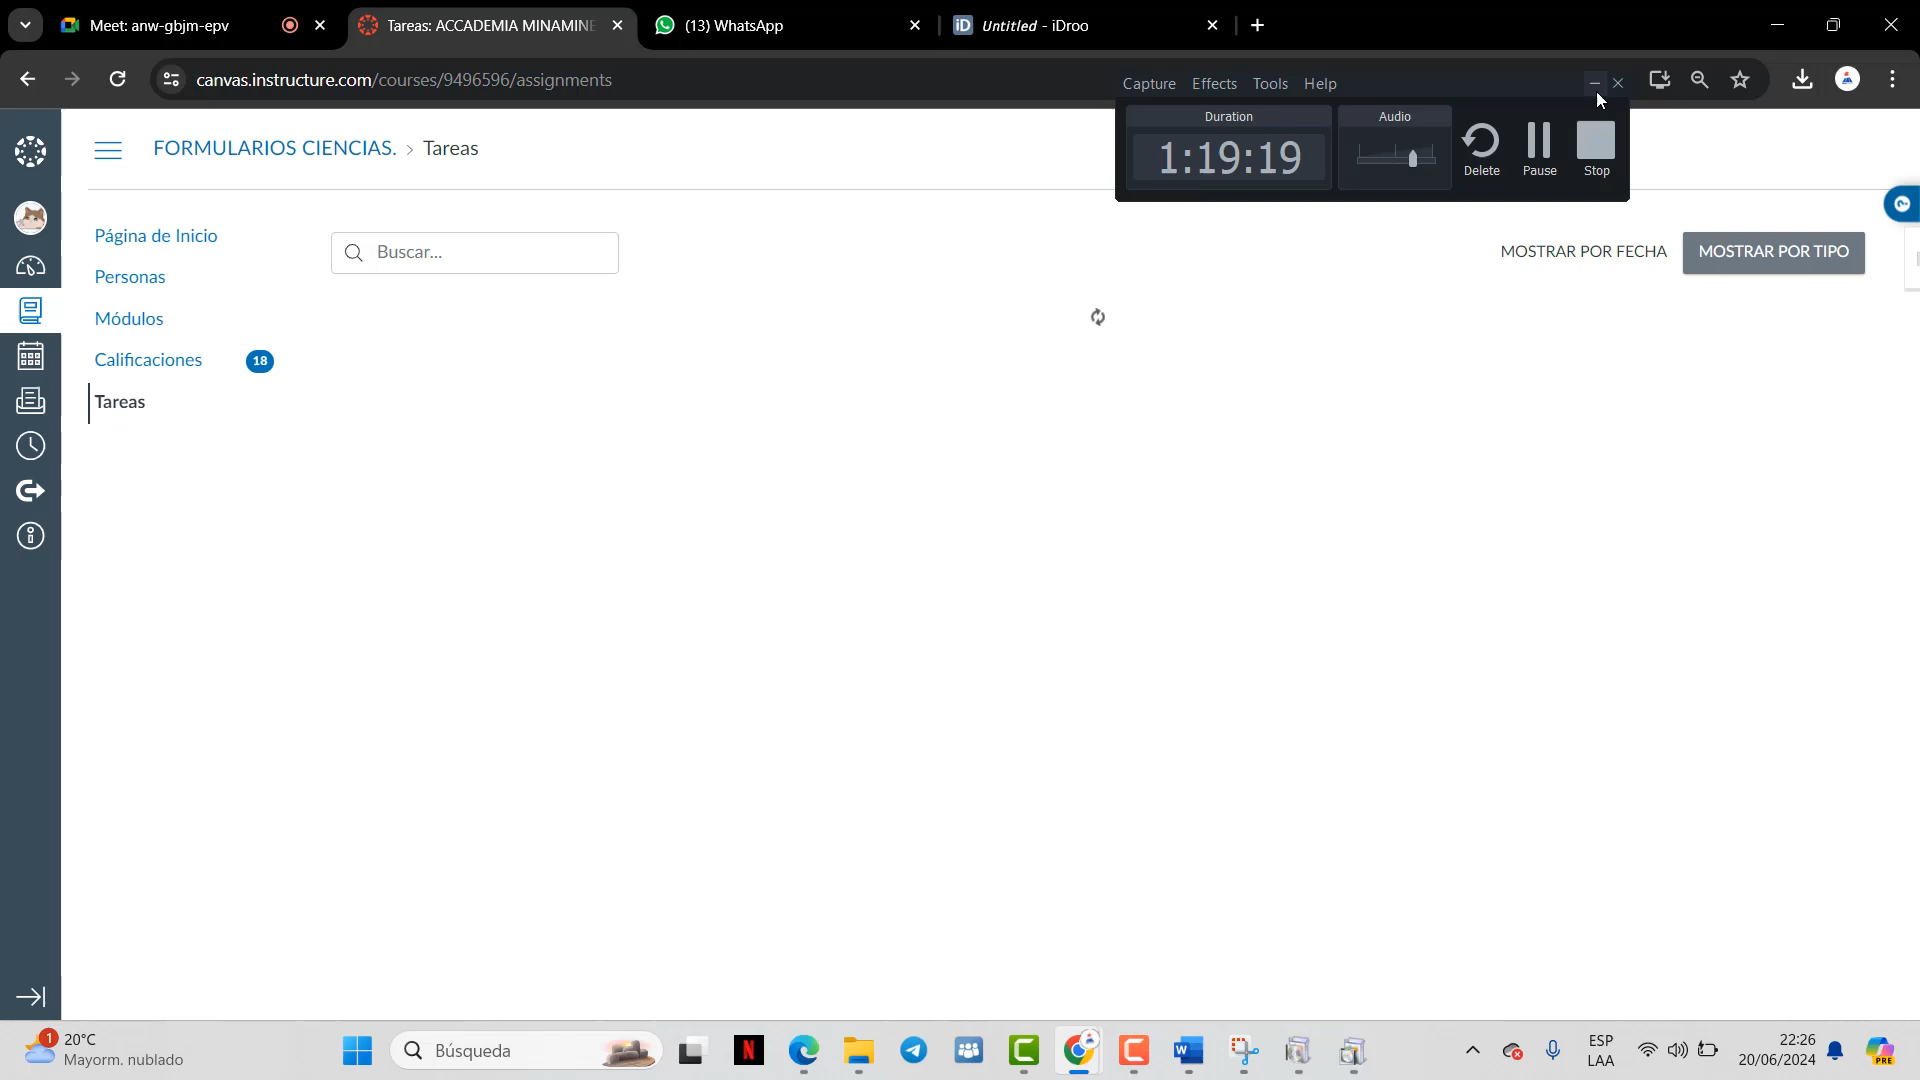 Meet: anw-gbjm-epv
Tareas: ACCADEMIA MINAMINE
(13) WhatsApp
iD Untitled - iDroo
canvas.instructure.com/courses/9496596/assignments
Capture Effects Tools Help
Duration
Audio
1:19:19
Delete
Pause
Stop
FORMULARIOS CIENCIAS. > Tareas
Página de Inicio
Personas
Módulos
Calificaciones 18
Tareas
Buscar...
MOSTRAR POR FECHA
MOSTRAR POR TIPO
1
20°C
Mayorm. nublado
Búsqueda
ESP
LAA
22:26
20/06/2024
PRE